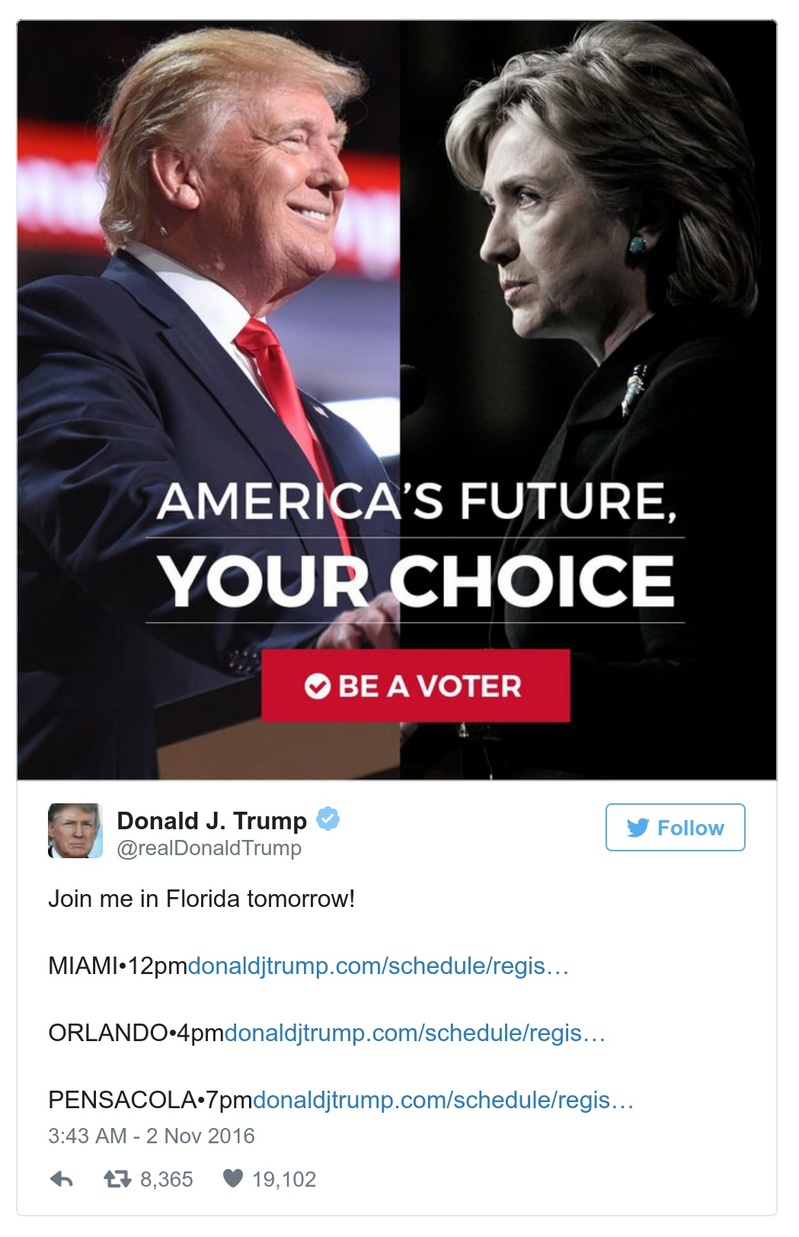 AMERICA'S FUTURE,
YOUR CHOICE
BE A VOTER
Donald J. Trump
@realDonaldTrump
Follow
Join me in Florida tomorrow!
MIAMI•12pmdonaldjtrump.com/schedule/regis…
ORLANDO•4pmdonaldjtrump.com/schedule/regis…
PENSACOLA•7pmdonaldjtrump.com/schedule/regis…
3:43 AM - 2 Nov 2016
8,365 19,102